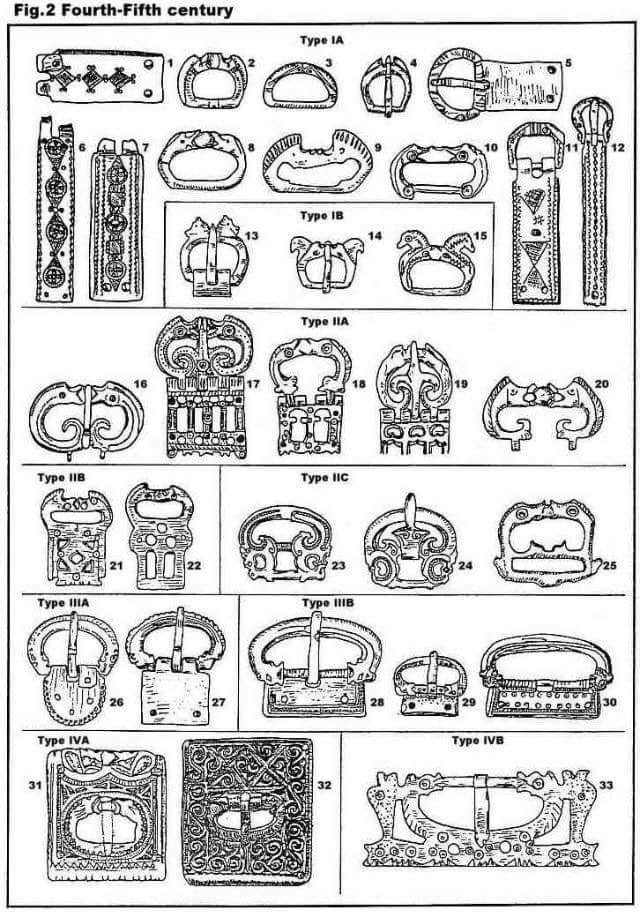 Fig.2 Fourth-Fifth century
Type IA
1 2 3 4 5
6 7 8 9 10 11 12
Type IB
13 14 15
Type IIA
16 17 18 19 20
Type IIB
21 22
Type IIC
23 24 25
Type IIIA
26 27
Type IIIB
28 29 30
Type IVA
31 32
Type IVB
33